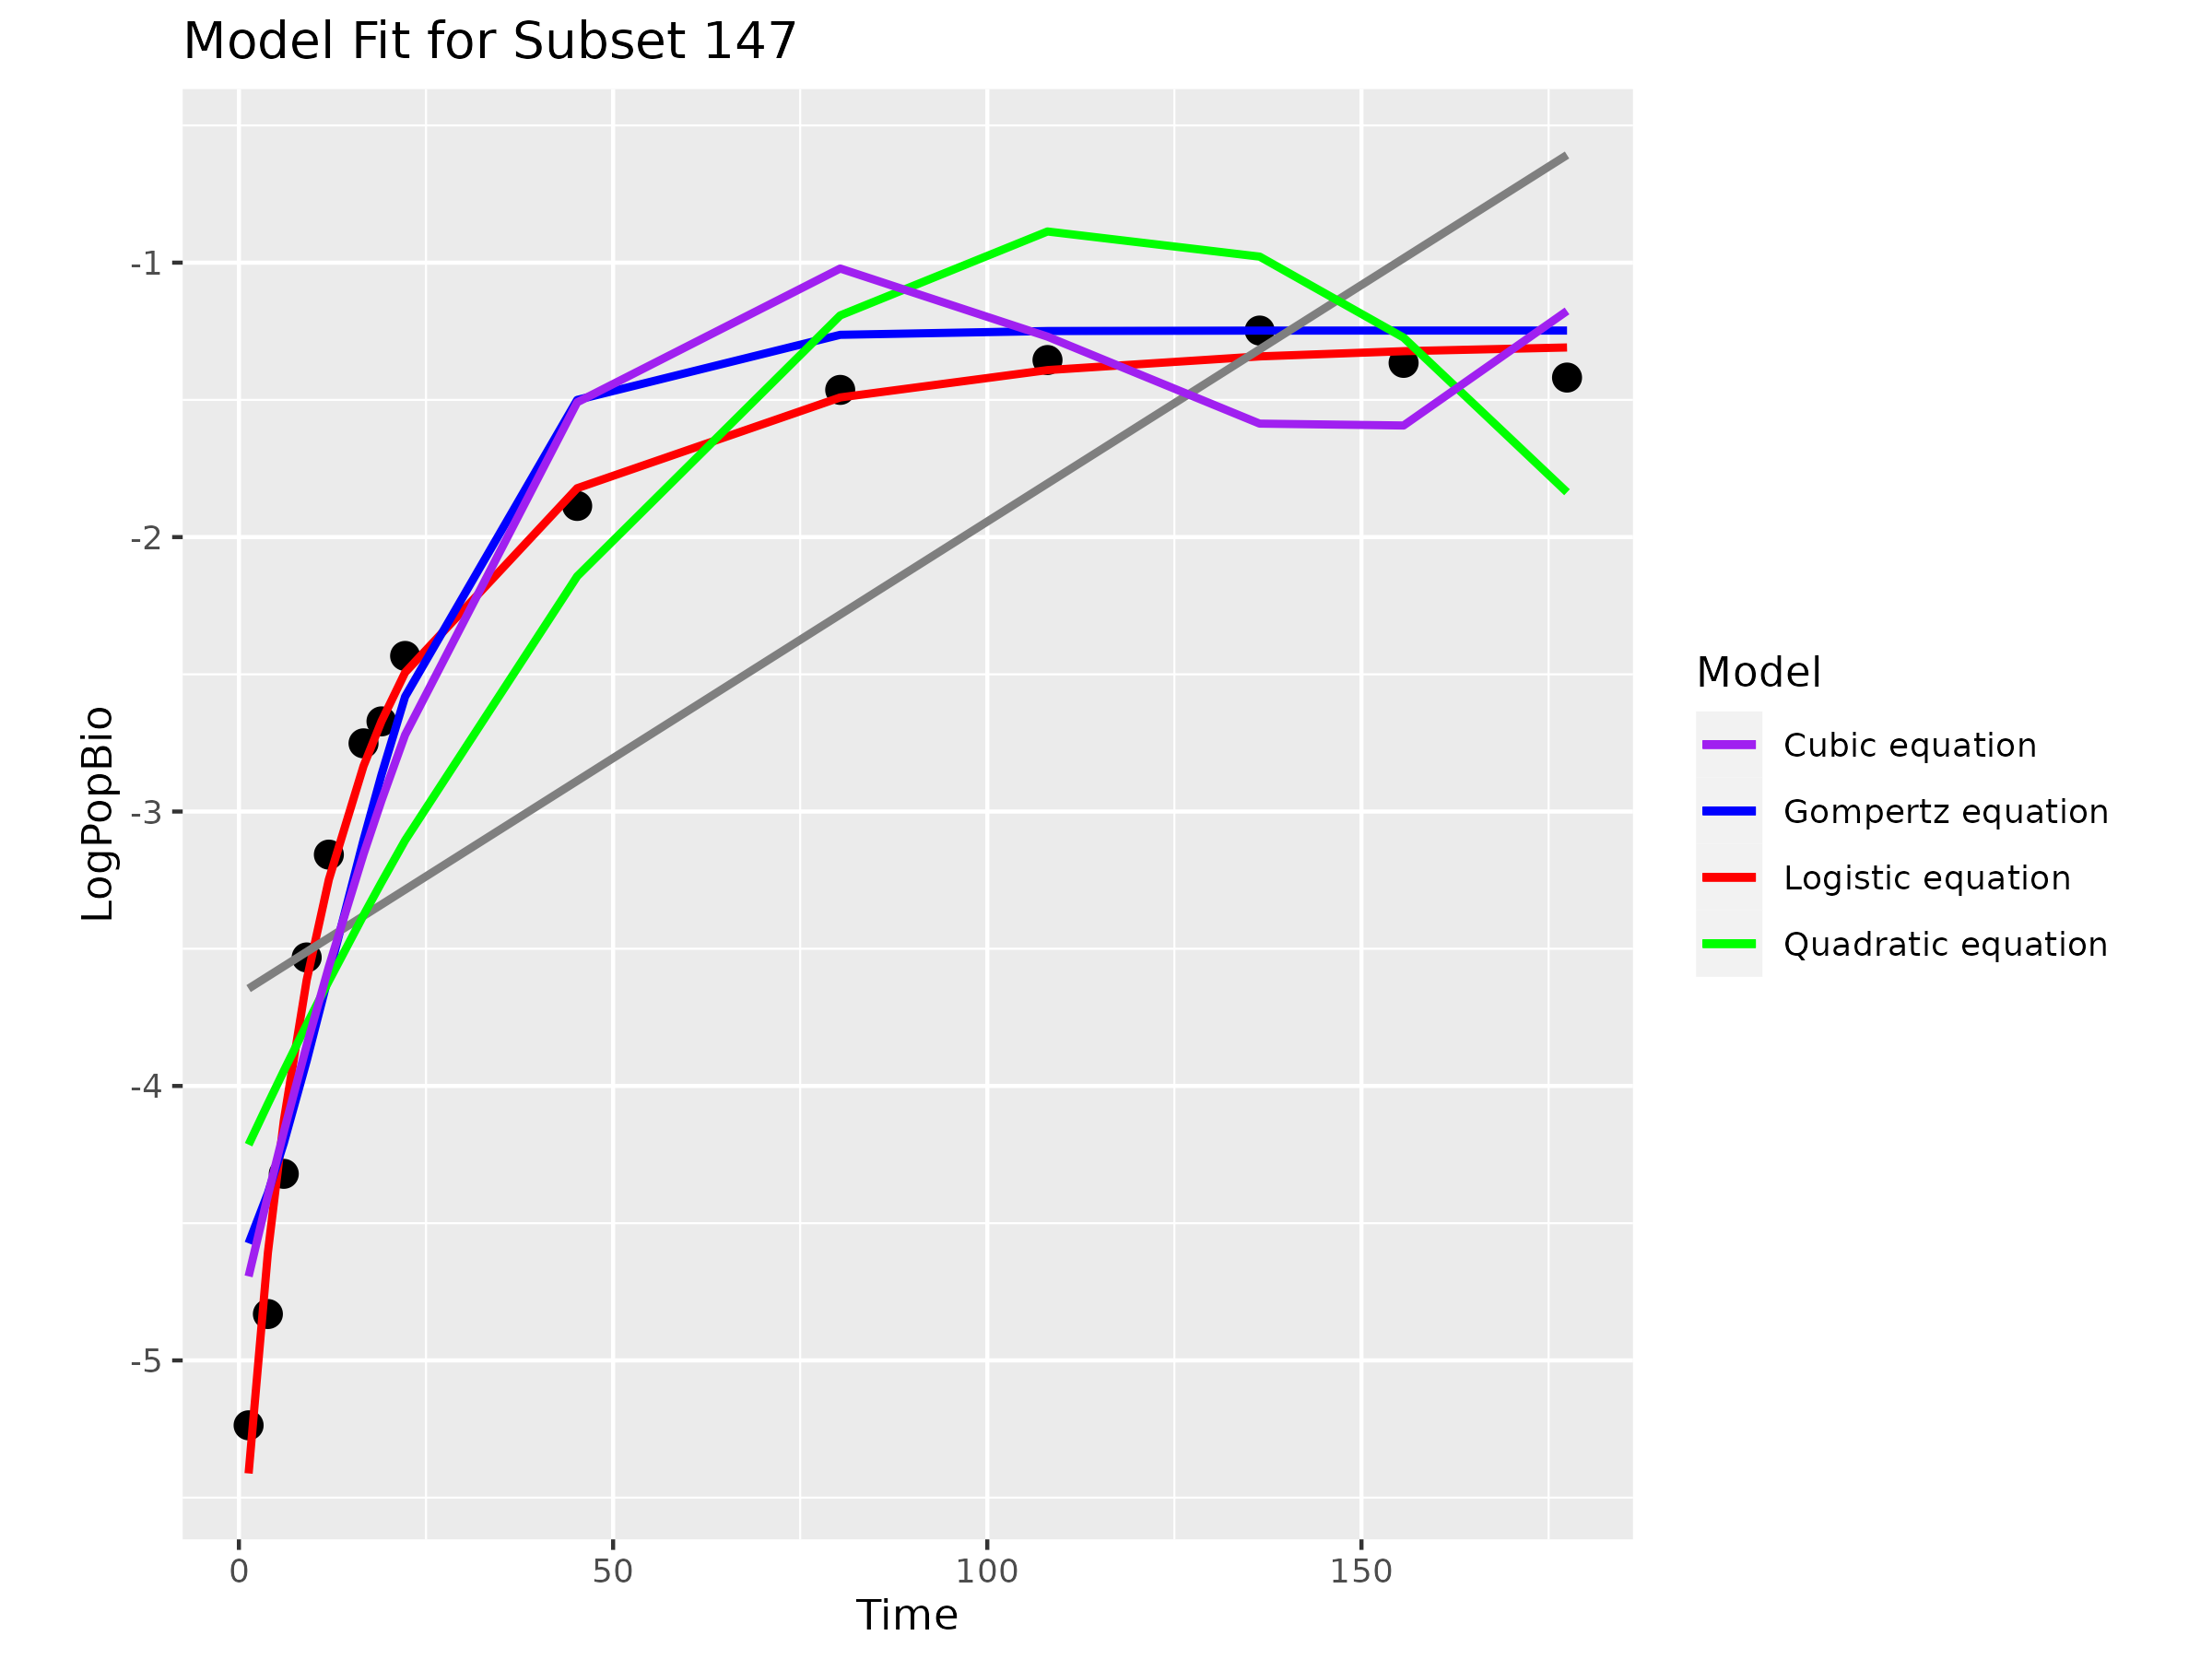 Model Fit for Subset 147
LogPopBio
-1
-2
-3
-4
-5
0 50 100 150
Time
Model
Cubic equation
Gompertz equation
Logistic equation
Quadratic equation